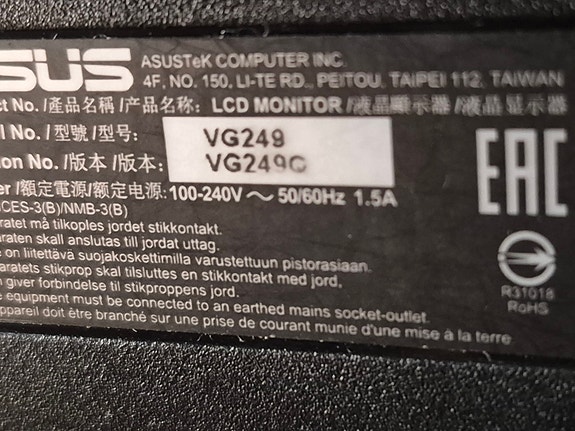 SUS
ASUSTeK COMPUTER INC.
4F, NO. 150, LI-TE RD., PEITOU, TAIPEI 112, TAIWAN
ct No. /產品名稱 /产品名称: LCD MONITOR /液晶顯示器 /液晶显示器
l No. /型號 /型号: VG249
ion No. /版本 /版本: VG249Q
er /額定電源/额定电源: 100-240V ~ 50/60Hz 1.5A
CES-3(B)/NMB-3(B)
aratet må tilkoples jordet stikkontakt.
araten skall anslutas till jordat uttag.
e on liitettävä suojakoskettimilla varustettuun pistorasiaan.
paratets stikprop skal tilsluttes en stikkontakt med jord,
n giver forbindelse til stikproppens jord.
e equipment must be connected to an earthed mains socket-outlet.
appareil doit être branché sur une prise de courant munie d'une mise à la terre
EAC
R31018
RoHS